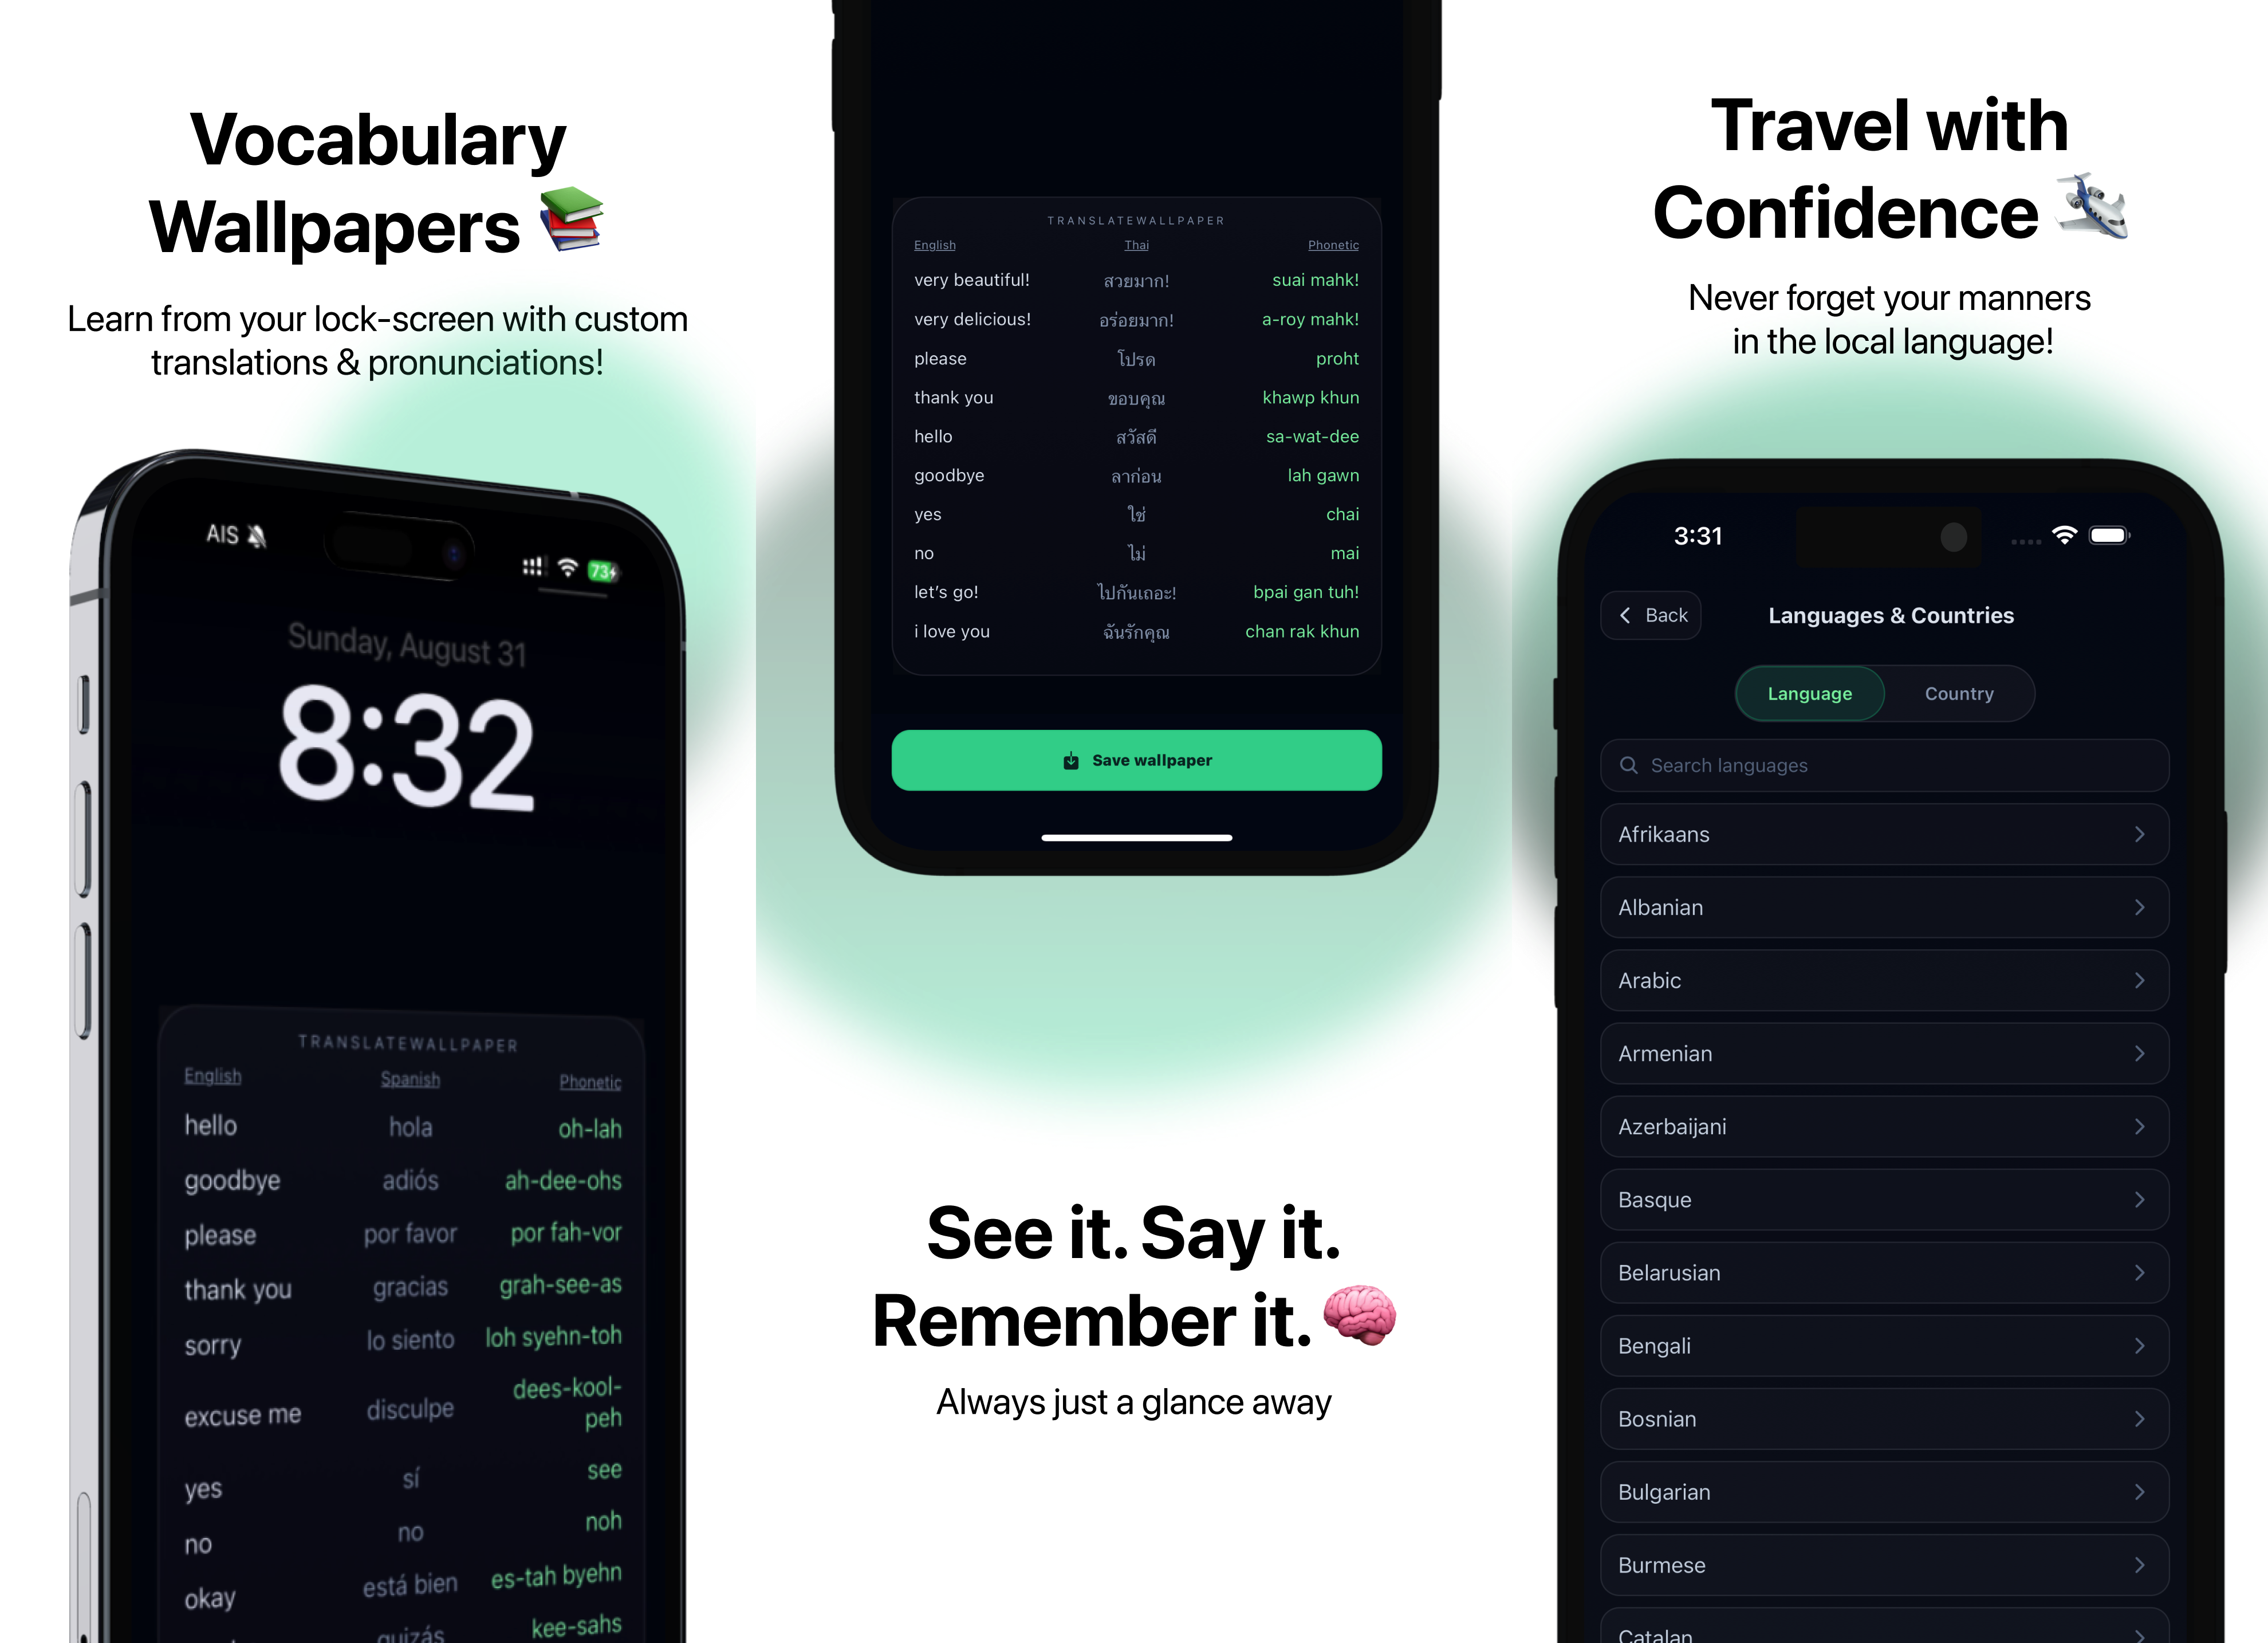 Vocabulary
Wallpapers
Learn from your lock-screen with custom
translations & pronunciations!
AIS
73
Sunday, August 31
8:32
TRANSLATEWALLPAPER
English Spanish Phonetic
hello hola oh-lah
goodbye adiós ah-dee-ohs
please por favor por fah-vor
thank you gracias grah-see-as
sorry lo siento loh syehn-toh
excuse me disculpe dees-kool-
peh
yes sí see
no no noh
okay está bien es-tah byehn
quizás kee-sahs
TRANSLATEWALLPAPER
English Thai Phonetic
very beautiful! สวยมาก! suai mahk!
very delicious! อร่อยมาก! a-roy mahk!
please โปรด proht
thank you ขอบคุณ khawp khun
hello สวัสดี sa-wat-dee
goodbye ลาก่อน lah gawn
yes ใช่ chai
no ไม่ mai
let's go! ไปกันเถอะ! bpai gan tuh!
i love you ฉันรักคุณ chan rak khun
Save wallpaper
See it. Say it.
Remember it.
Always just a glance away
Travel with
Confidence
Never forget your manners
in the local language!
3:31
Back Languages & Countries
Language Country
Search languages
Afrikaans
Albanian
Arabic
Armenian
Azerbaijani
Basque
Belarusian
Bengali
Bosnian
Bulgarian
Burmese
Catalan